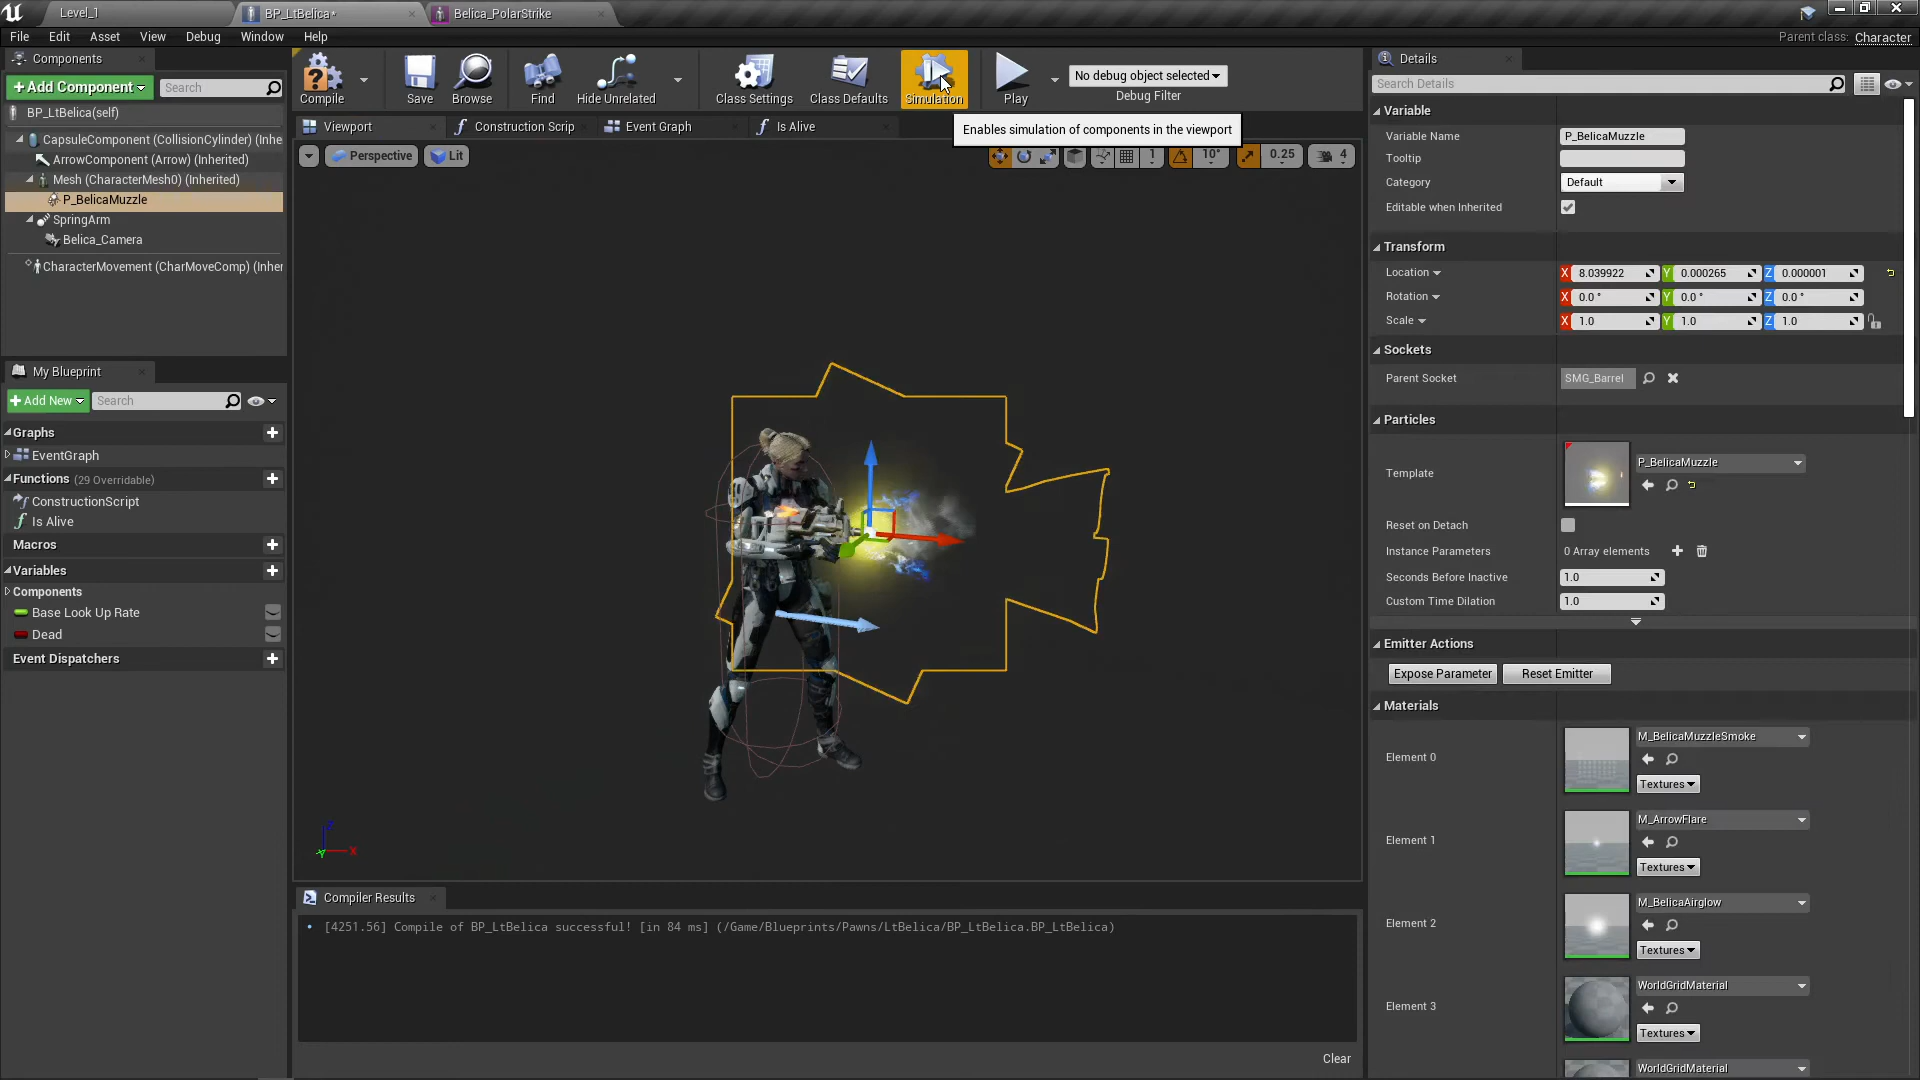 Level_1
BP_LtBelica*
Belica_PolarStrike
File Edit Asset View Debug Window Help
Parent class: Character
Components
+Add Component
Search
BP_LtBelica(self)
CapsuleComponent (CollisionCylinder) (Inhe
ArrowComponent (Arrow) (Inherited)
Mesh (CharacterMesh0) (Inherited)
P_BelicaMuzzle
SpringArm
Belica_Camera
CharacterMovement (CharMoveComp) (Inher
My Blueprint
+Add New
Search
Graphs
EventGraph
Functions (29 Overridable)
ConstructionScript
Is Alive
Macros
Variables
Components
Base Look Up Rate
Dead
Event Dispatchers
Compile
Save
Browse
Find
Hide Unrelated
Class Settings
Class Defaults
Simulation
Play
No debug object selected
Debug Filter
Viewport
Construction Scrip
Event Graph
Is Alive
Enables simulation of components in the viewport
Perspective
Lit
1
10°
0.25
4
Z
X
Y
Compiler Results
• [4251.56] Compile of BP_LtBelica successful! [in 84 ms] (/Game/Blueprints/Pawns/LtBelica/BP_LtBelica.BP_LtBelica)
Clear
Details
Search Details
Variable
Variable Name P_BelicaMuzzle
Tooltip
Category Default
Editable when Inherited
Transform
Location X 8.039922 Y 0.000265 Z 0.000001
Rotation X 0.0 ° Y 0.0 ° Z 0.0 °
Scale X 1.0 Y 1.0 Z 1.0
Sockets
Parent Socket SMG_Barrel
Particles
Template P_BelicaMuzzle
Reset on Detach
Instance Parameters 0 Array elements
Seconds Before Inactive 1.0
Custom Time Dilation 1.0
Emitter Actions
Expose Parameter Reset Emitter
Materials
Element 0 M_BelicaMuzzleSmoke
Textures
Element 1 M_ArrowFlare
Textures
Element 2 M_BelicaAirglow
Textures
Element 3 WorldGridMaterial
Textures
WorldGridMaterial